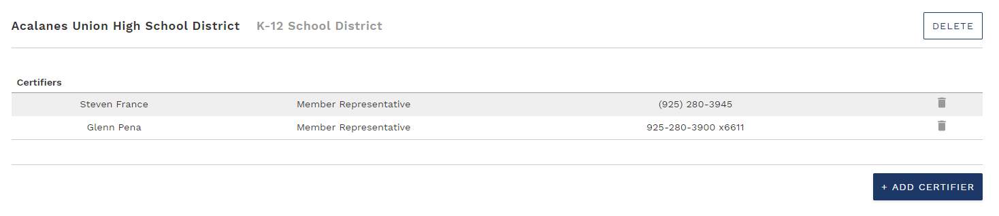 Acalanes Union High School District K-12 School District DELETE
Certifiers
Steven France Member Representative (925) 280-3945
Glenn Pena Member Representative 925-280-3900 x6611
+ ADD CERTIFIER